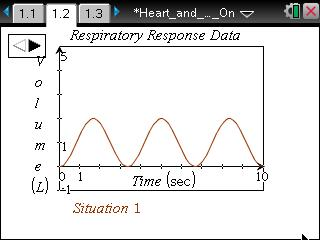 1.1 1.2 1.3 *Heart_and_..._On
Respiratory Response Data
5
Volume (L)
1
-1
0 1 10
Time (sec)
Situation 1